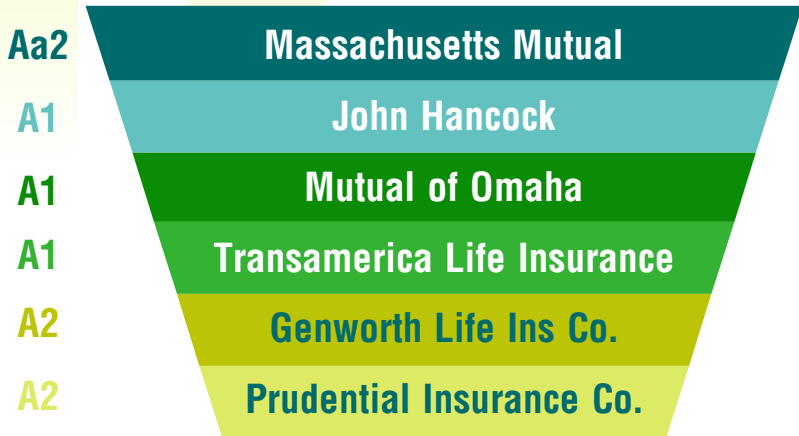 Aa2 Massachusetts Mutual
A1 John Hancock
A1 Mutual of Omaha
A1 Transamerica Life Insurance
A2 Genworth Life Ins Co.
A2 Prudential Insurance Co.